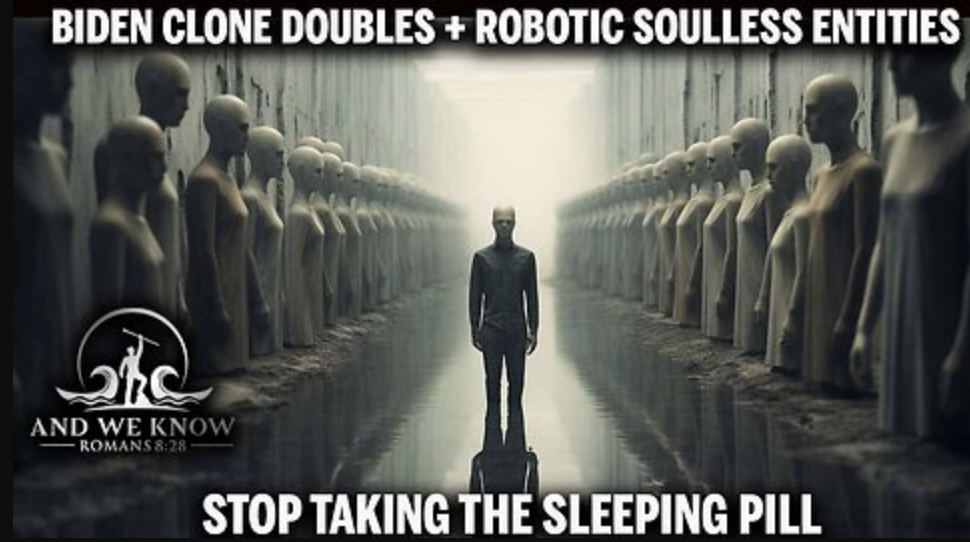 BIDEN CLONE DOUBLES + ROBOTIC SOULLESS ENTITIES
AND WE KNOW
ROMANS 8:28
STOP TAKING THE SLEEPING PILL